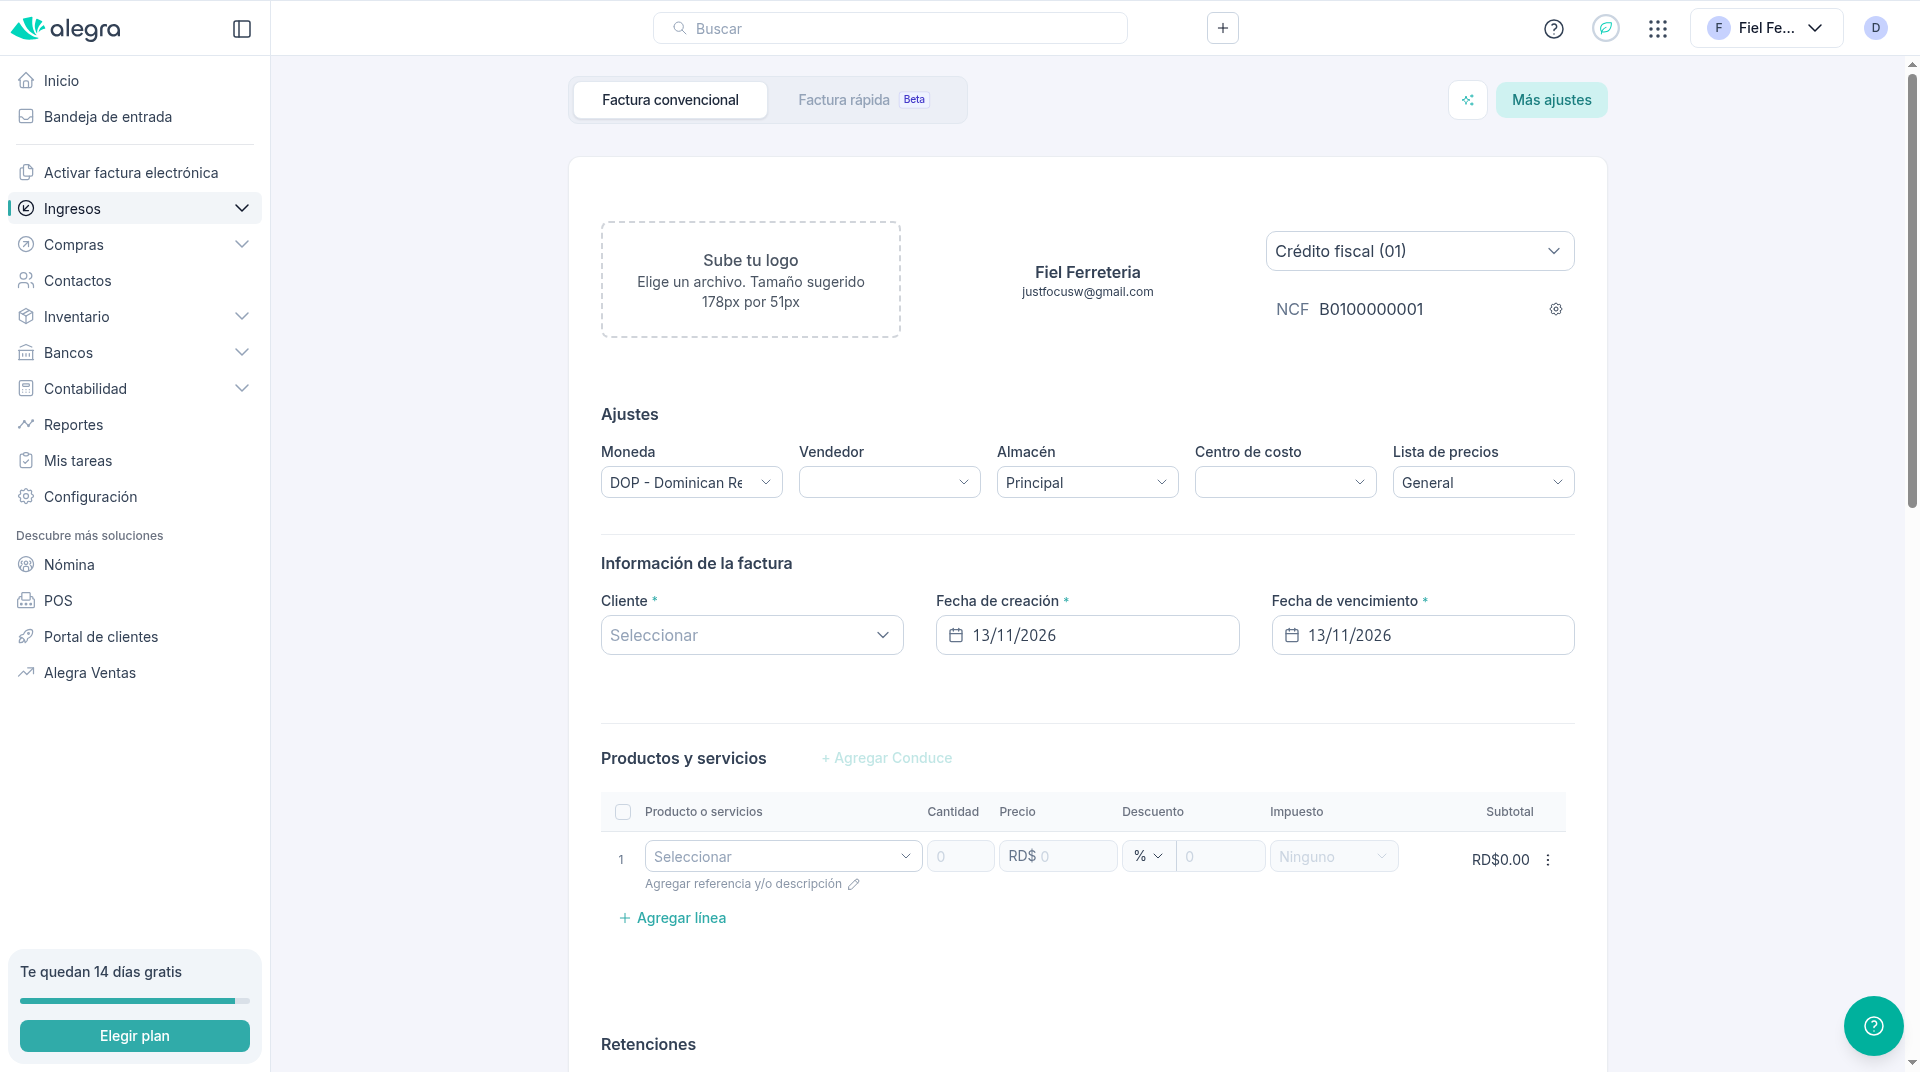 alegra
Buscar
F Fiel Fe...
D
Inicio
Bandeja de entrada
Activar factura electrónica
Ingresos
Compras
Contactos
Inventario
Bancos
Contabilidad
Reportes
Mis tareas
Configuración
Descubre más soluciones
Nómina
POS
Portal de clientes
Alegra Ventas
Te quedan 14 días gratis
Elegir plan
Factura convencional
Factura rápida Beta
Más ajustes
Sube tu logo
Elige un archivo. Tamaño sugerido
178px por 51px
Fiel Ferreteria
justfocusw@gmail.com
Crédito fiscal (01)
NCF B0100000001
Ajustes
Moneda Vendedor Almacén Centro de costo Lista de precios
DOP - Dominican Re Principal General
Información de la factura
Cliente * Fecha de creación * Fecha de vencimiento *
Seleccionar 13/11/2026 13/11/2026
Productos y servicios + Agregar Conduce
Producto o servicios Cantidad Precio Descuento Impuesto Subtotal
1 Seleccionar 0 RD$ 0 % 0 Ninguno RD$0.00
Agregar referencia y/o descripción
+ Agregar línea
Retenciones